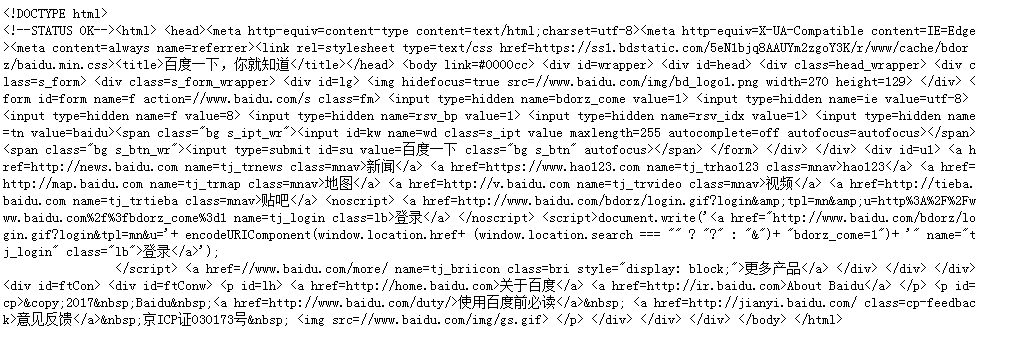 <!DOCTYPE html>
<!--STATUS OK--><html> <head><meta http-equiv=content-type content=text/html;charset=utf-8><meta http-equiv=X-UA-Compatible content=IE=Edge
><meta content=always name=referrer><link rel=stylesheet type=text/css href=https://ss1.bdstatic.com/5eN1bjq8AAUYm2zgoY3K/r/www/cache/bdor
z/baidu.min.css><title>百度一下，你就知道</title></head> <body link=#0000cc> <div id=wrapper> <div id=head> <div class=head_wrapper> <div c
lass=s_form> <div class=s_form_wrapper> <div id=lg> <img hidefocus=true src=//www.baidu.com/img/bd_logo1.png width=270 height=129> </div> <
form id=form name=f action=//www.baidu.com/s class=fm> <input type=hidden name=bdorz_come value=1> <input type=hidden name=ie value=utf-8>
<input type=hidden name=f value=8> <input type=hidden name=rsv_bp value=1> <input type=hidden name=rsv_idx value=1> <input type=hidden name
=tn value=baidu><span class="bg s_ipt_wr"><input id=kw name=wd class=s_ipt value maxlength=255 autocomplete=off autofocus=autofocus></span>
<span class="bg s_btn_wr"><input type=submit id=su value=百度一下 class="bg s_btn" autofocus></span> </form> </div> </div> <div id=u1> <a h
ref=http://news.baidu.com name=tj_trnews class=mnav>新闻</a> <a href=https://www.hao123.com name=tj_trhao123 class=mnav>hao123</a> <a href=
http://map.baidu.com name=tj_trmap class=mnav>地图</a> <a href=http://v.baidu.com name=tj_trvideo class=mnav>视频</a> <a href=http://tieba.
baidu.com name=tj_trtieba class=mnav>贴吧</a> <noscript> <a href=http://www.baidu.com/bdorz/login.gif?login&amp;tpl=mn&amp;u=http%3A%2F%2Fw
ww.baidu.com%2f%3fbdorz_come%3d1 name=tj_login class=lb>登录</a> </noscript> <script>document.write('<a href="http://www.baidu.com/bdorz/lo
gin.gif?login&tpl=mn&u='+ encodeURIComponent(window.location.href+ (window.location.search === "" ? "?" : "&")+ "bdorz_come=1")+ '" name="t
j_login" class="lb">登录</a>');
</script> <a href=//www.baidu.com/more/ name=tj_briicon class=bri style="display: block;">更多产品</a> </div> </div> </div>
<div id=ftCon> <div id=ftConw> <p id=lh> <a href=http://home.baidu.com>关于百度</a> <a href=http://ir.baidu.com>About Baidu</a> </p> <p id=
cp>&copy;2017&nbsp;Baidu&nbsp;<a href=http://www.baidu.com/duty/>使用百度前必读</a>&nbsp; <a href=http://jianyi.baidu.com/ class=cp-feedbac
k>意见反馈</a>&nbsp;京ICP证030173号&nbsp; <img src=//www.baidu.com/img/gs.gif> </p> </div> </div> </div> </body> </html>